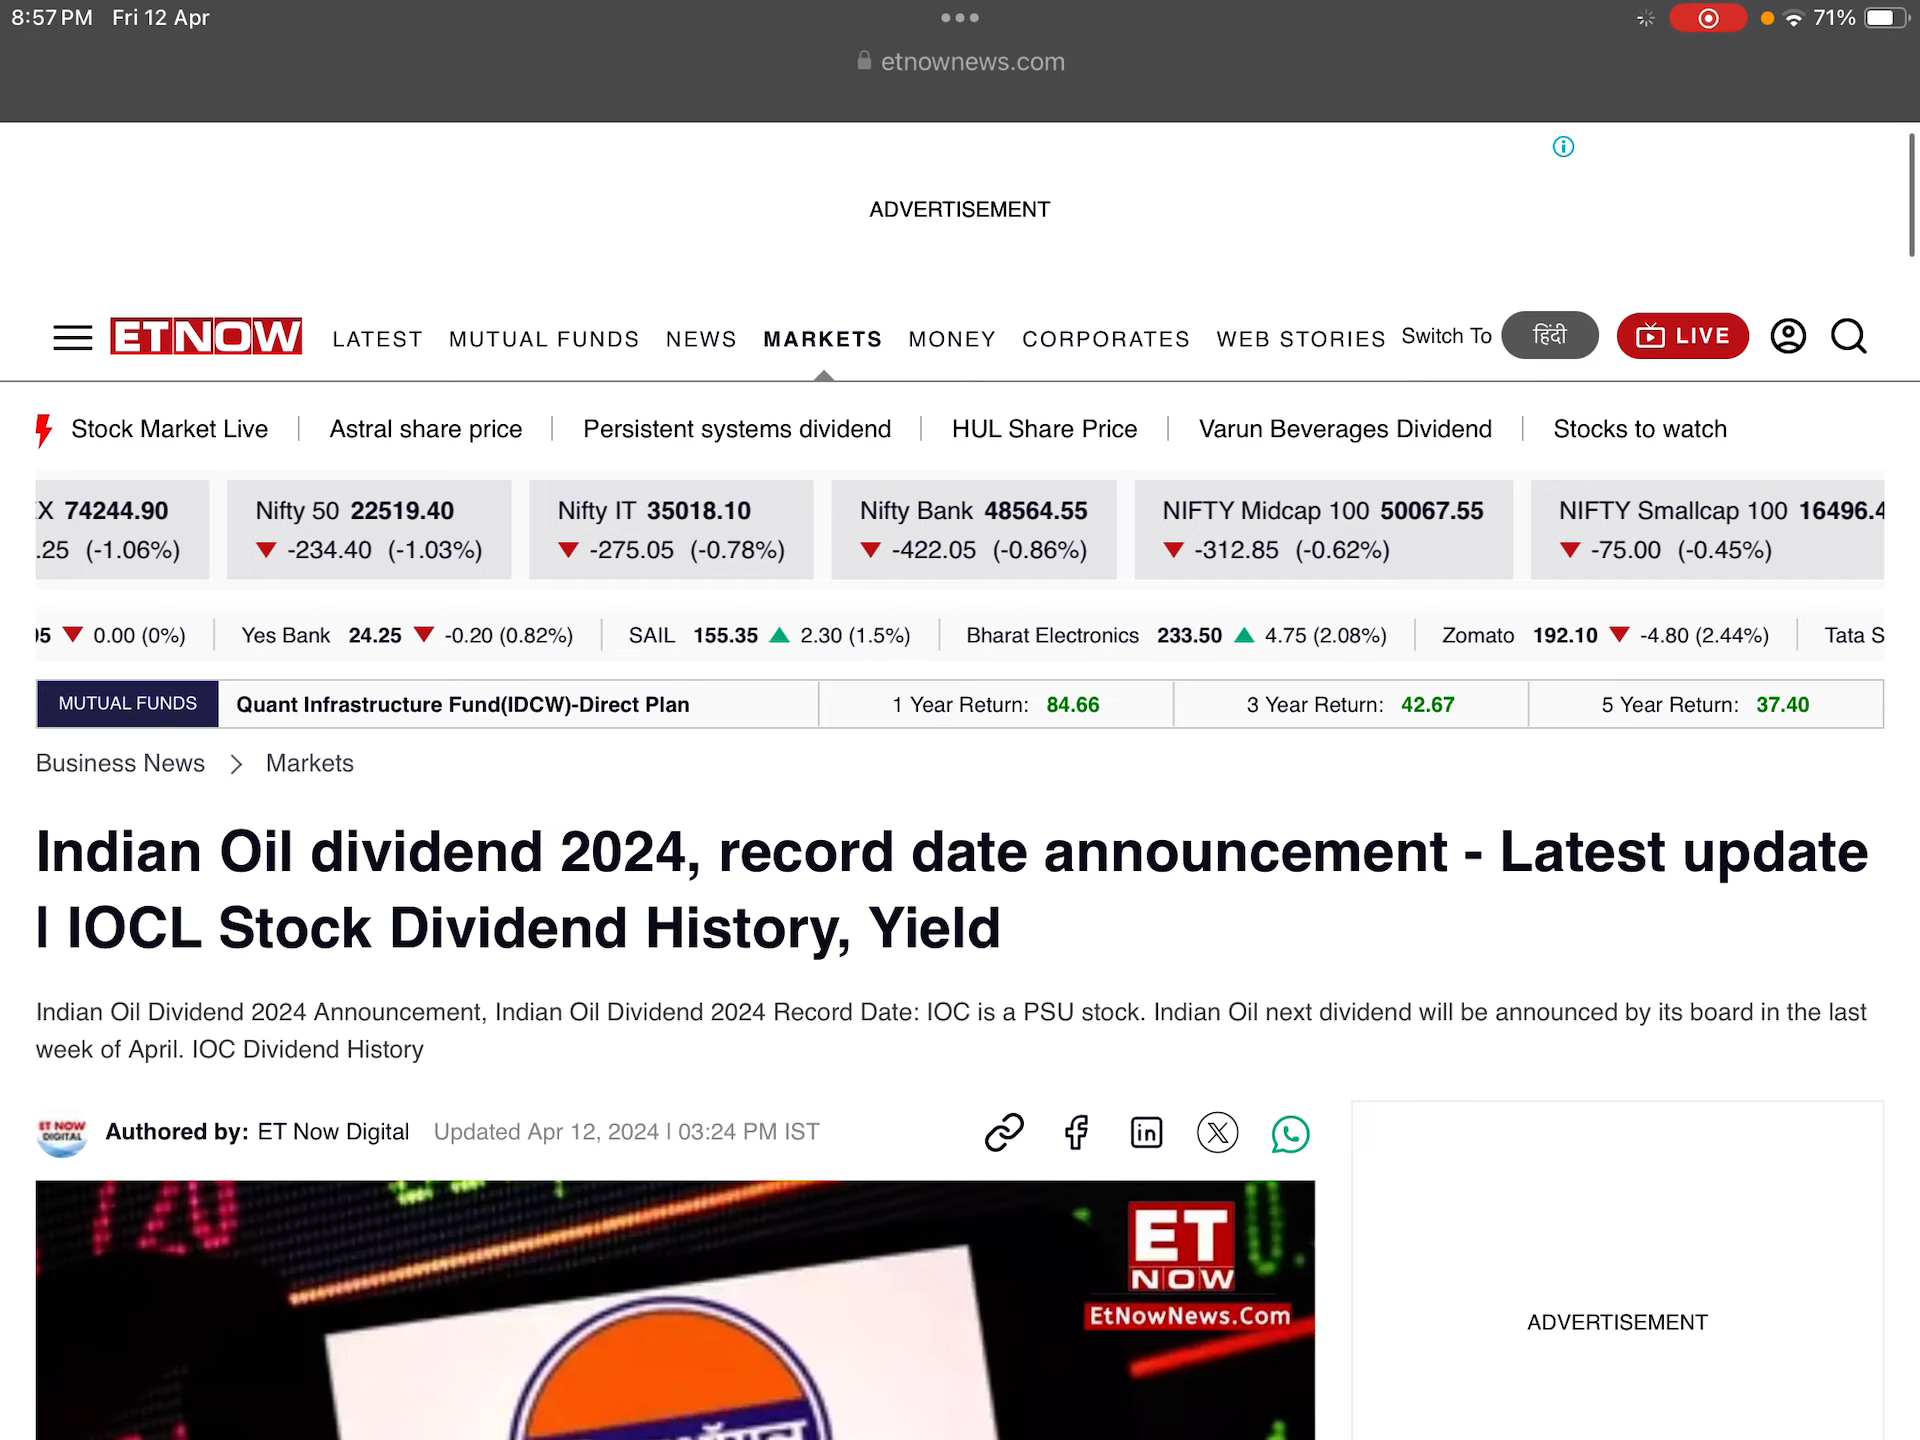 8:57 PM Fri 12 Apr
71%
etnownews.com
ADVERTISEMENT
ETNOW LATEST MUTUAL FUNDS NEWS MARKETS MONEY CORPORATES WEB STORIES Switch To हिंदी LIVE
Stock Market Live | Astral share price | Persistent systems dividend | HUL Share Price | Varun Beverages Dividend | Stocks to watch
X 74244.90 Nifty 50 22519.40 Nifty IT 35018.10 Nifty Bank 48564.55 NIFTY Midcap 100 50067.55 NIFTY Smallcap 100 16496.4
.25 (-1.06%) ▼ -234.40 (-1.03%) ▼ -275.05 (-0.78%) ▼ -422.05 (-0.86%) ▼ -312.85 (-0.62%) ▼ -75.00 (-0.45%)
05 ▼ 0.00 (0%) | Yes Bank 24.25 ▼ -0.20 (0.82%) | SAIL 155.35 ▲ 2.30 (1.5%) | Bharat Electronics 233.50 ▲ 4.75 (2.08%) | Zomato 192.10 ▼ -4.80 (2.44%) | Tata S
MUTUAL FUNDS Quant Infrastructure Fund(IDCW)-Direct Plan 1 Year Return: 84.66 3 Year Return: 42.67 5 Year Return: 37.40
Business News > Markets
Indian Oil dividend 2024, record date announcement - Latest update
| IOCL Stock Dividend History, Yield
Indian Oil Dividend 2024 Announcement, Indian Oil Dividend 2024 Record Date: IOC is a PSU stock. Indian Oil next dividend will be announced by its board in the last
week of April. IOC Dividend History
ET NOW
DIGITAL
Authored by: ET Now Digital Updated Apr 12, 2024 | 03:24 PM IST
ET
NOW
EtNowNews.Com
ADVERTISEMENT